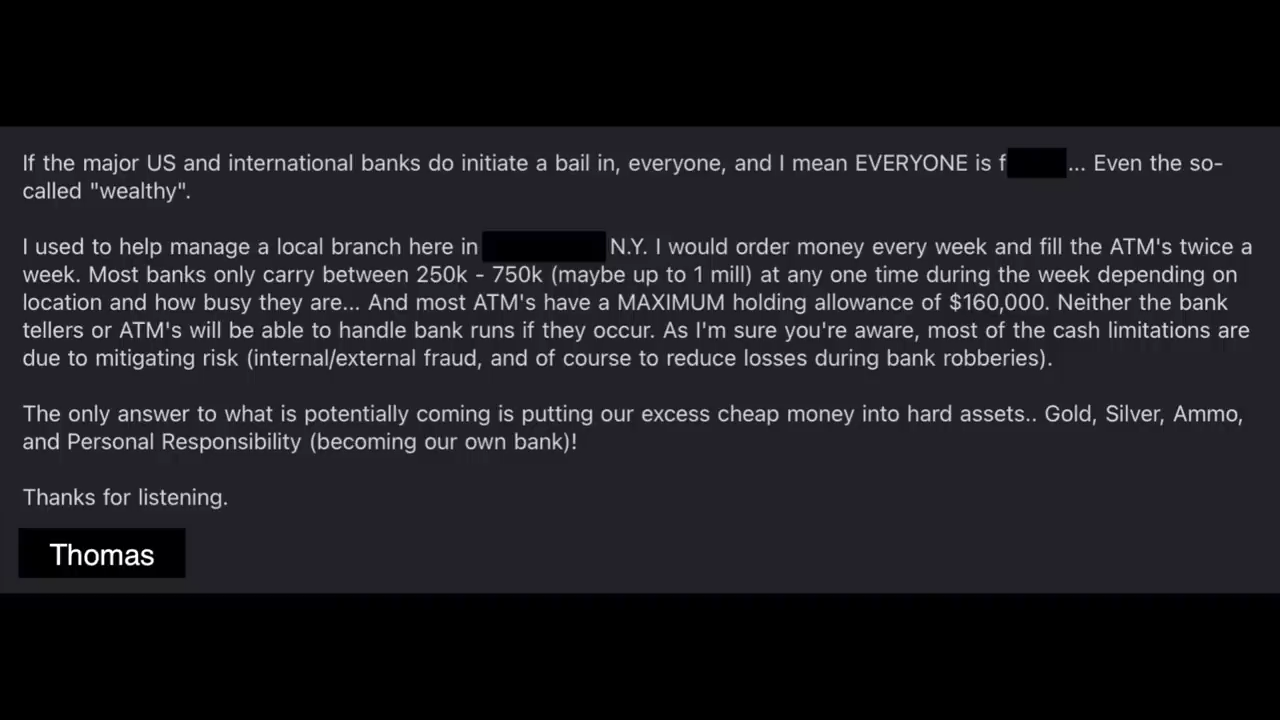 If the major US and international banks do initiate a bail in, everyone, and I mean EVERYONE is f... Even the so-
called "wealthy".
I used to help manage a local branch here in N.Y. I would order money every week and fill the ATM's twice a
week. Most banks only carry between 250k - 750k (maybe up to 1 mill) at any one time during the week depending on
location and how busy they are... And most ATM's have a MAXIMUM holding allowance of $160,000. Neither the bank
tellers or ATM's will be able to handle bank runs if they occur. As I'm sure you're aware, most of the cash limitations are
due to mitigating risk (internal/external fraud, and of course to reduce losses during bank robberies).
The only answer to what is potentially coming is putting our excess cheap money into hard assets.. Gold, Silver, Ammo,
and Personal Responsibility (becoming our own bank)!
Thanks for listening.
Thomas